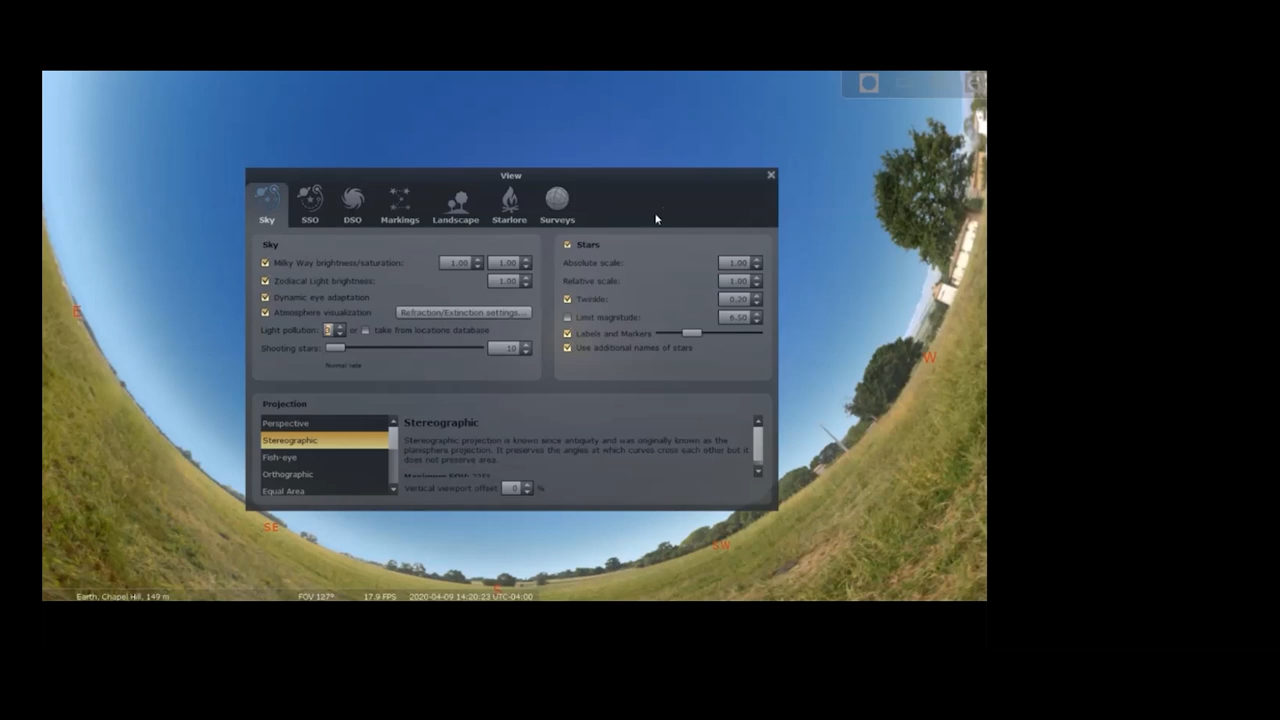 View
Sky SSO DSO Markings Landscape Starlore Surveys
Sky
Milky Way brightness/saturation: 1.00 1.00
Zodiacal Light brightness: 1.00
Dynamic eye adaptation
Atmosphere visualization Refraction/Extinction settings...
Light pollution: or take from locations database
Shooting stars: 10
Normal rate
Stars
Absolute scale: 1.00
Relative scale: 1.00
Twinkle: 0.20
Limit magnitude: 6.50
Labels and Markers
Use additional names of stars
E
W
Projection
Perspective
Stereographic
Fish-eye
Orthographic
Equal Area
Stereographic
Stereographic projection is known since antiquity and was originally known as the
planisphere projection. It preserves the angles at which curves cross each other but it
does not preserve area.
Vertical viewport offset 0 %
SE
SW
Earth, Chapel Hill, 149 m FOV 127° 17.9 FPS 2020-04-09 14:20:23 UTC-04:00